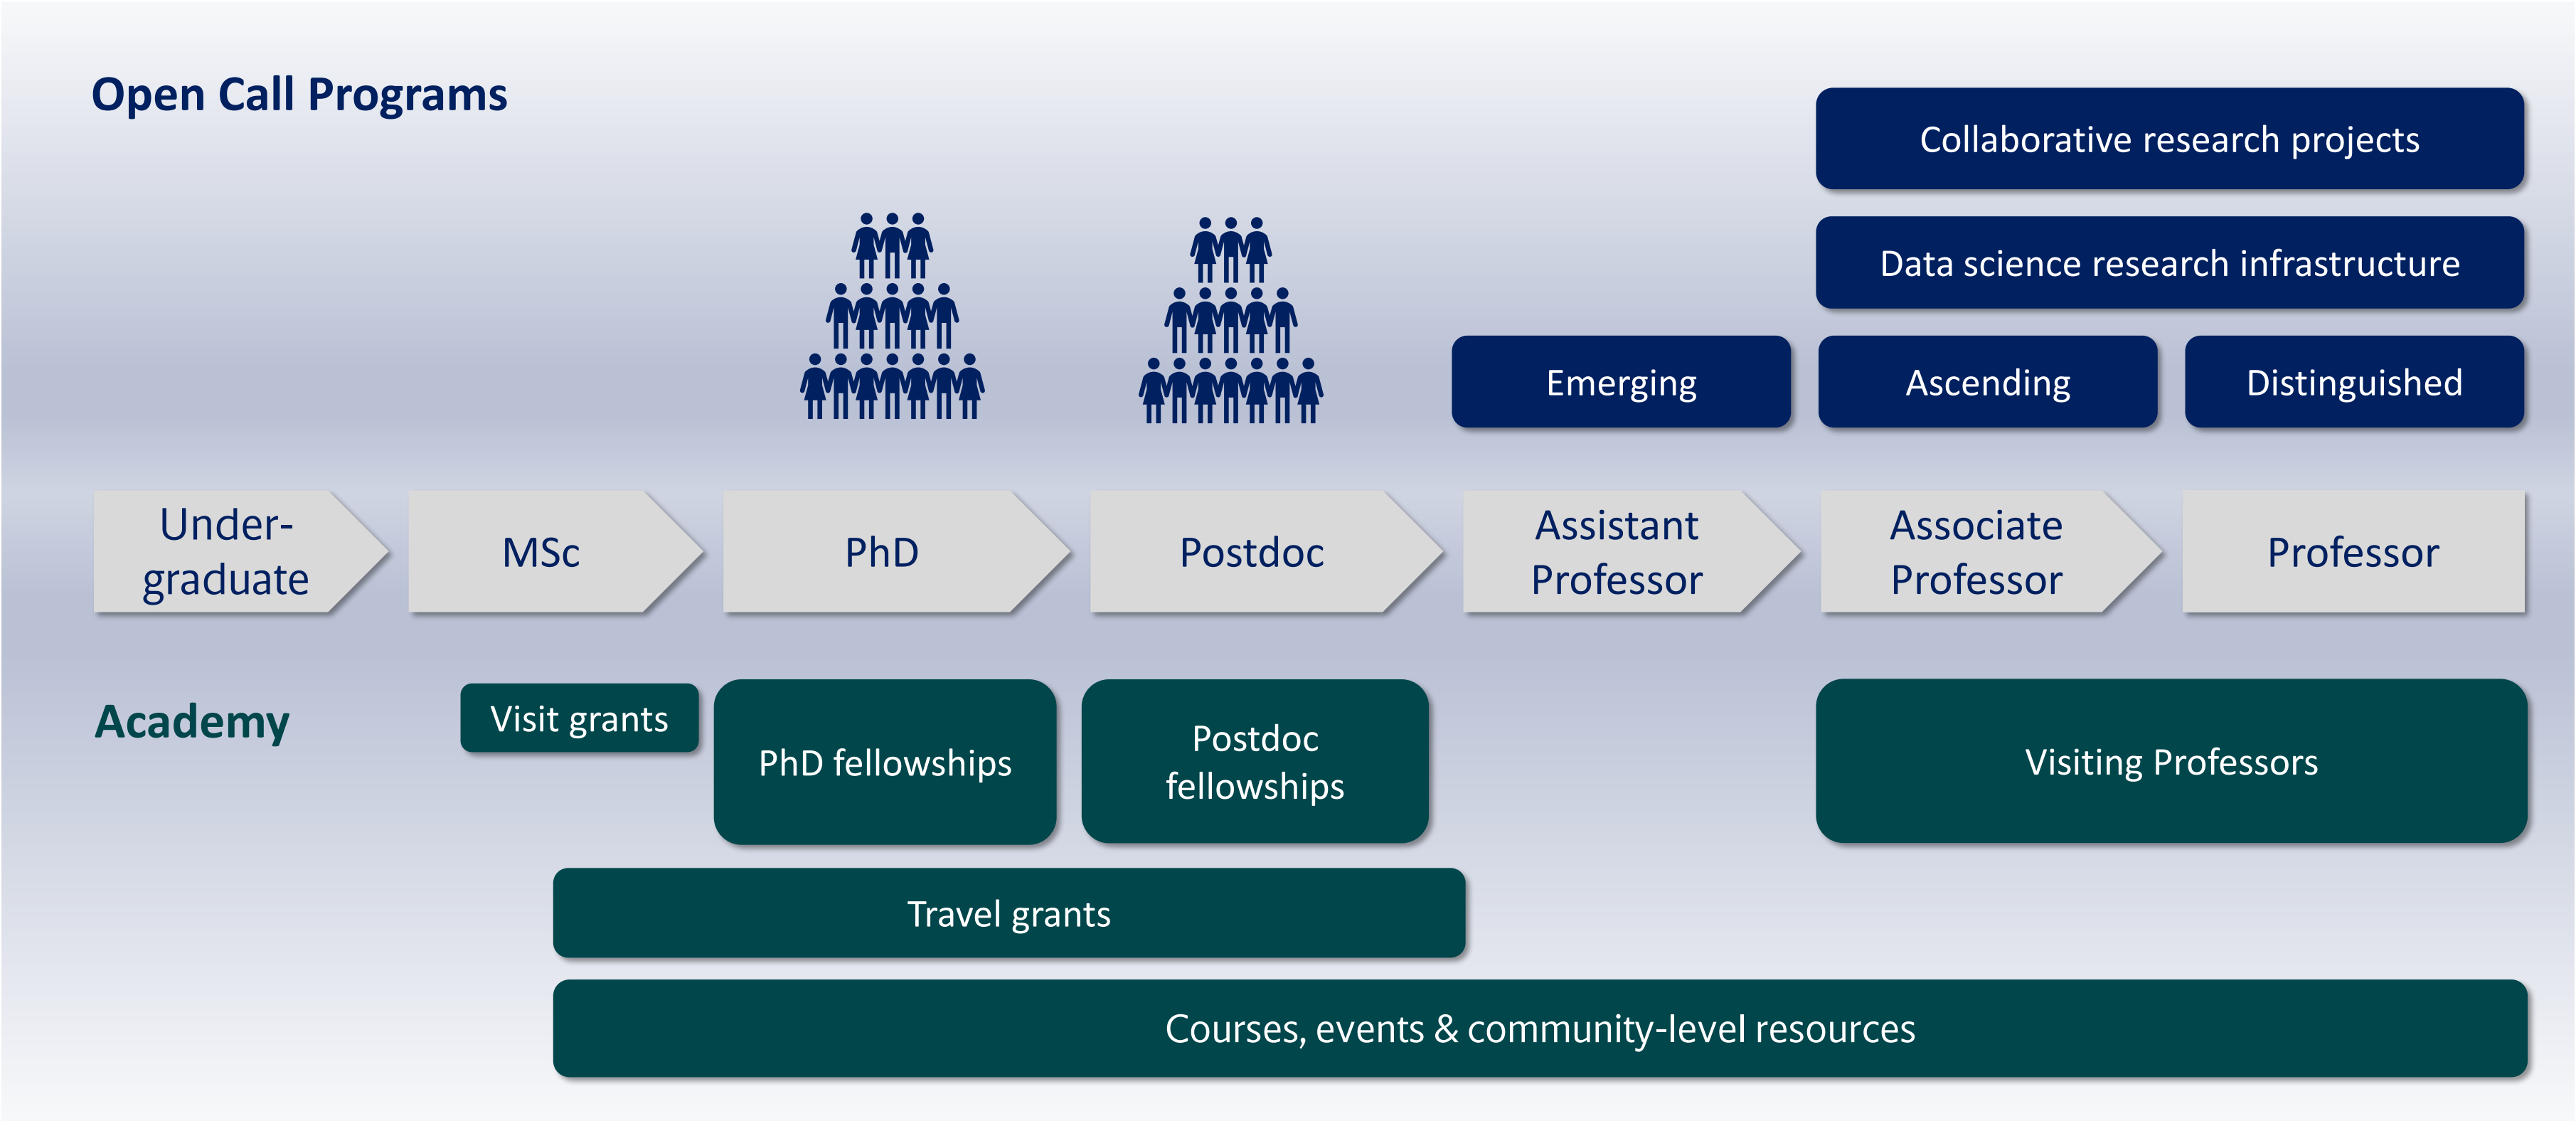 Open Call Programs
Collaborative research projects
Data science research infrastructure
Emerging
Ascending
Distinguished
Under-
graduate
MSc
PhD
Postdoc
Assistant
Professor
Associate
Professor
Professor
Academy
Visit grants
PhD fellowships
Postdoc
fellowships
Visiting Professors
Travel grants
Courses, events & community-level resources